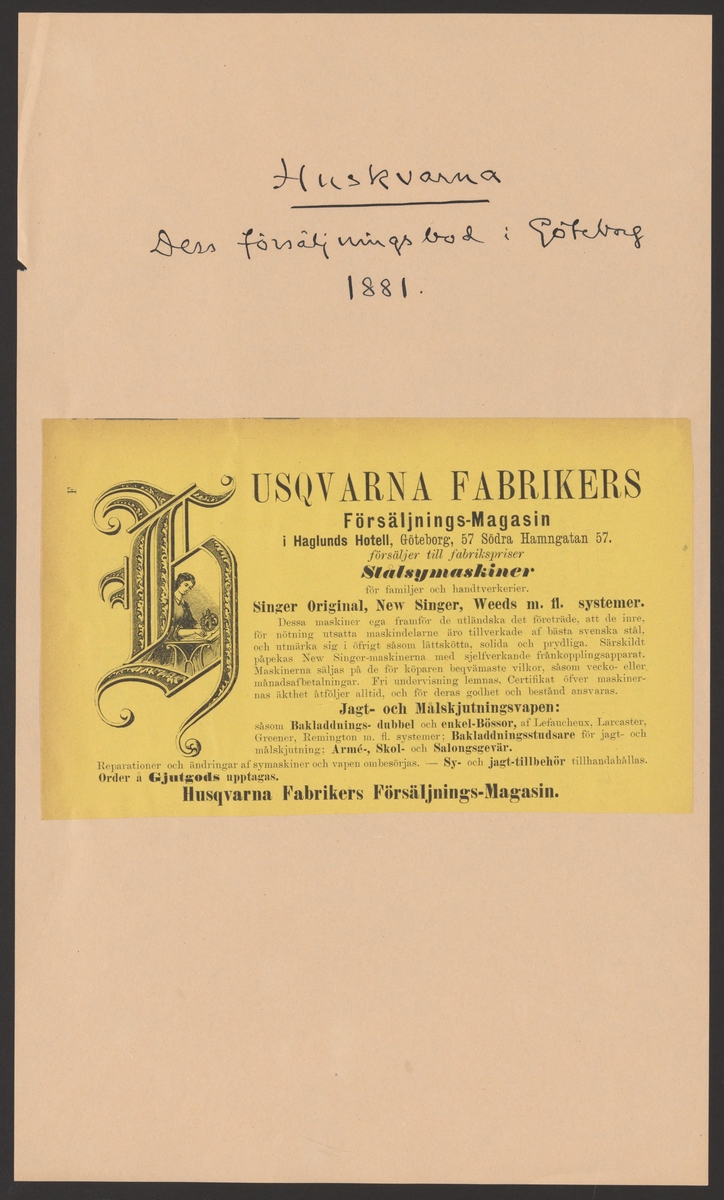 Huskvarna
Dess försäljningsbod i Göteborg
1881.
F
HUSQVARNA FABRIKERS
Försäljnings-Magasin
i Haglunds Hotell, Göteborg, 57 Södra Hamngatan 57.
försäljer till fabrikspriser
Stålsymaskiner
för familjer och handtverkerier.
Singer Original, New Singer, Weeds m. fl. systemer.
Dessa maskiner ega framför de utländska det företräde, att de inre,
för nötning utsatta maskindelarne äro tillverkade af bästa svenska stål,
och utmärka sig i öfrigt såsom lättskötta, solida och prydliga. Särskildt
påpekas New Singer-maskinerna med sjelfverkande frånkopplingsapparat.
Maskinerna säljas på de för köparen beqvämaste vilkor, såsom vecko- eller
månadsafbetalningar. Fri undervisning lemnas. Certifikat öfver maskiner-
nas äkthet åtföljer alltid, och för deras godhet och bestånd ansvaras.
Jagt- och Målskjutningsvapen:
såsom Bakladdnings- dubbel och enkel-Bössor, af Lefaucheux, Larcaster,
Greener, Remington m. fl. systemer; Bakladdningsstudsare för jagt- och
målskjutning; Armé-, Skol- och Salongsgevär.
Reparationer och ändringar af symaskiner och vapen ombesörjas. — Sy- och jagt-tillbehör tillhandahållas.
Order å Gjutgods upptagas.
Husqvarna Fabrikers Försäljnings-Magasin.